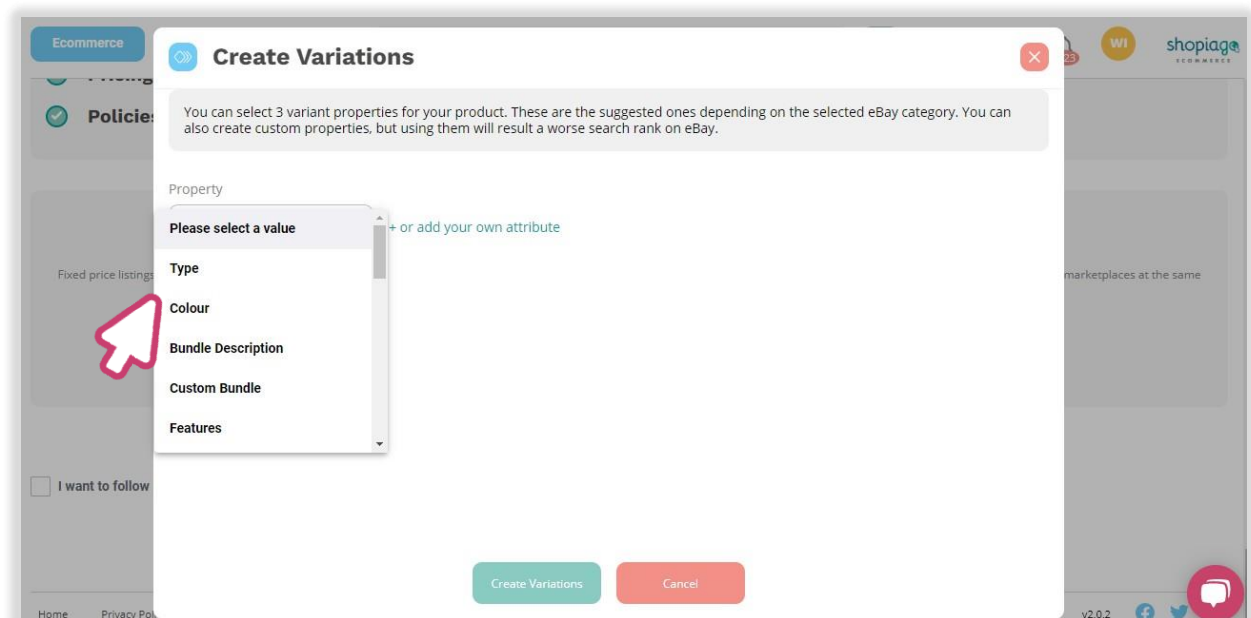 Ecommerce
Create Variations
WI
shopiago
ECOMMERCE
23
Pricing
Policies
You can select 3 variant properties for your product. These are the suggested ones depending on the selected eBay category. You can
also create custom properties, but using them will result a worse search rank on eBay.
Property
Please select a value
+ or add your own attribute
Type
Fixed price listings
marketplaces at the same
Colour
Bundle Description
Custom Bundle
Features
I want to follow
Create Variations
Cancel
Home
Privacy Pol
v2.0.2